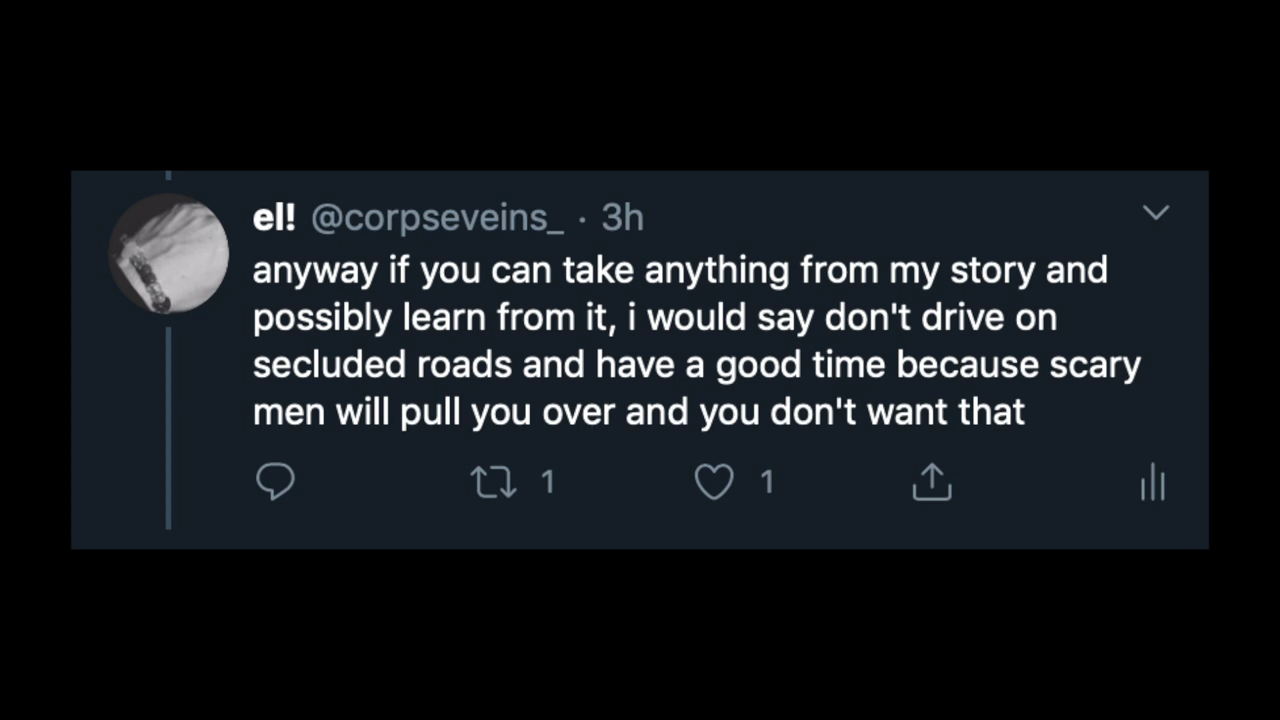 el! @corpseveins_ · 3h
anyway if you can take anything from my story and
possibly learn from it, i would say don't drive on
secluded roads and have a good time because scary
men will pull you over and you don't want that
1 1